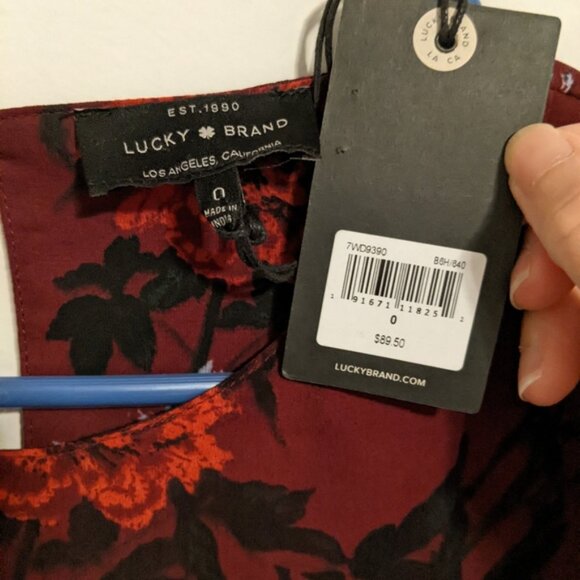 EST. 1990
LUCKY BRAND
LOS ANGELES, CALIFORNIA
0
MADE IN
INDIA
LUCKY BRAND
LA CA
7WD9390 B6H/640
1 91671 11825 2
0
$89.50
LUCKYBRAND.COM